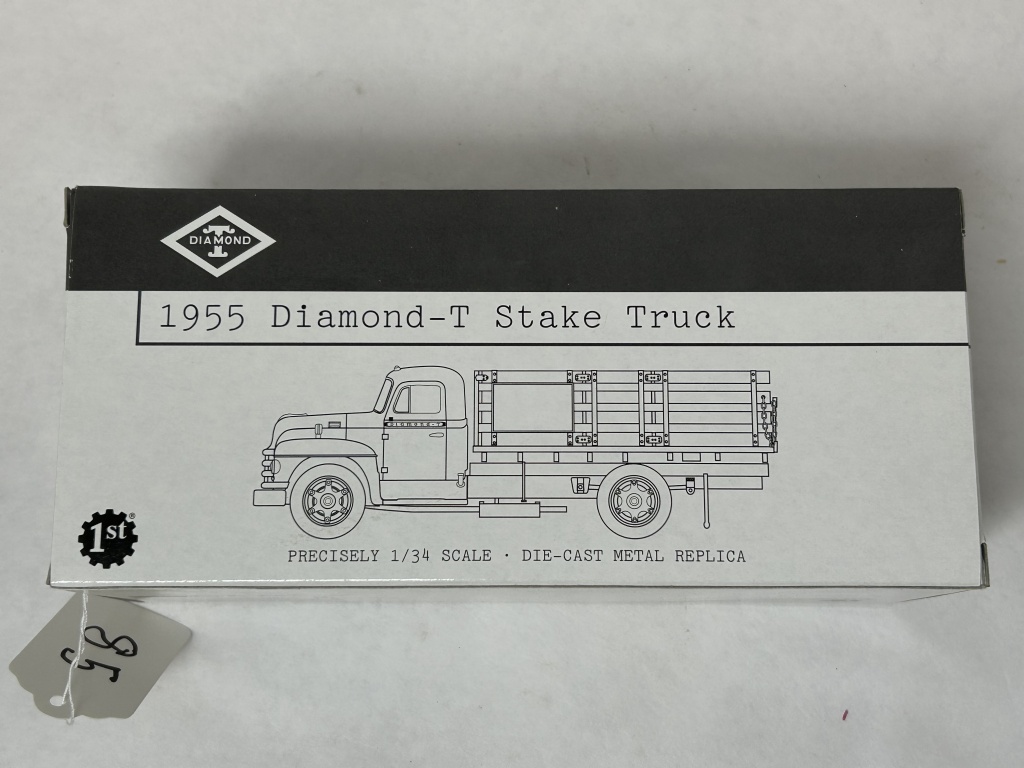 DIAMOND
T
1955 Diamond-T Stake Truck
1st®
PRECISELY 1/34 SCALE · DIE-CAST METAL REPLICA
85